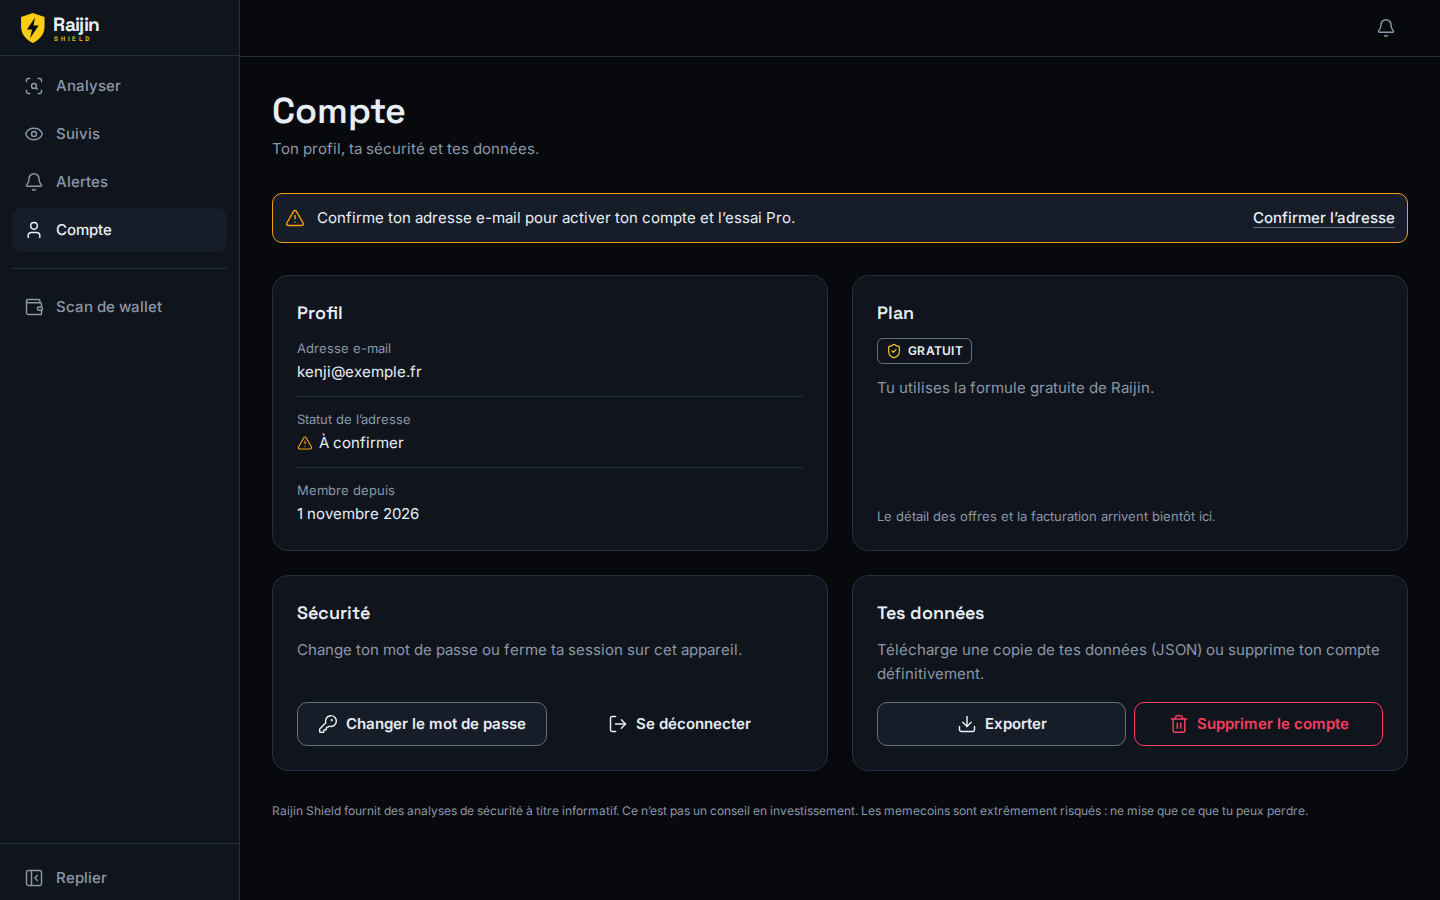 Raijin
SHIELD
Analyser
Suivis
Alertes
Compte
Scan de wallet
Replier
Compte
Ton profil, ta sécurité et tes données.
Confirme ton adresse e-mail pour activer ton compte et l’essai Pro.
Confirmer l’adresse
Profil
Adresse e-mail
kenji@exemple.fr
Statut de l’adresse
À confirmer
Membre depuis
1 novembre 2026
Plan
GRATUIT
Tu utilises la formule gratuite de Raijin.
Le détail des offres et la facturation arrivent bientôt ici.
Sécurité
Change ton mot de passe ou ferme ta session sur cet appareil.
Changer le mot de passe
Se déconnecter
Tes données
Télécharge une copie de tes données (JSON) ou supprime ton compte
définitivement.
Exporter
Supprimer le compte
Raijin Shield fournit des analyses de sécurité à titre informatif. Ce n’est pas un conseil en investissement. Les memecoins sont extrêmement risqués : ne mise que ce que tu peux perdre.